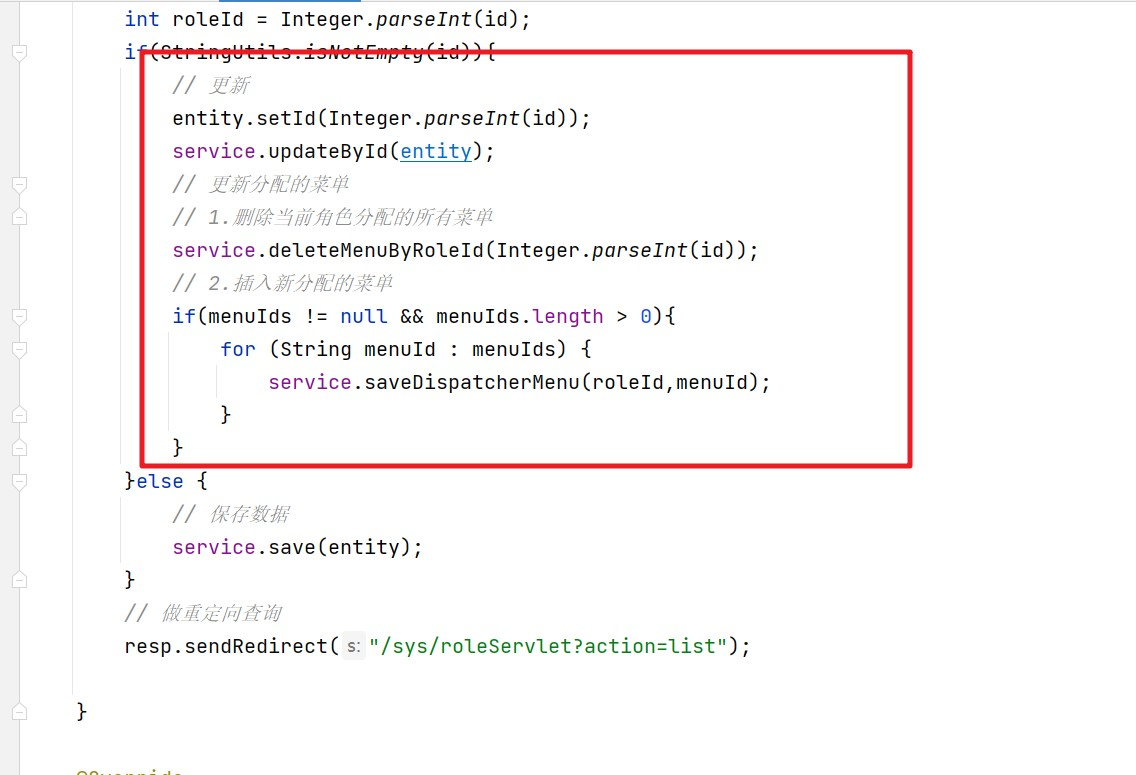 int roleId = Integer.parseInt(id);
if(StringUtils.isNotEmpty(id)){
// 更新
entity.setId(Integer.parseInt(id));
service.updateById(entity);
// 更新分配的菜单
// 1.删除当前角色分配的所有菜单
service.deleteMenuByRoleId(Integer.parseInt(id));
// 2.插入新分配的菜单
if(menuIds != null && menuIds.length > 0){
for (String menuId : menuIds) {
service.saveDispatcherMenu(roleId,menuId);
}
}
}else {
// 保存数据
service.save(entity);
}
// 做重定向查询
resp.sendRedirect( s: "/sys/roleServlet?action=list");
}
@Override